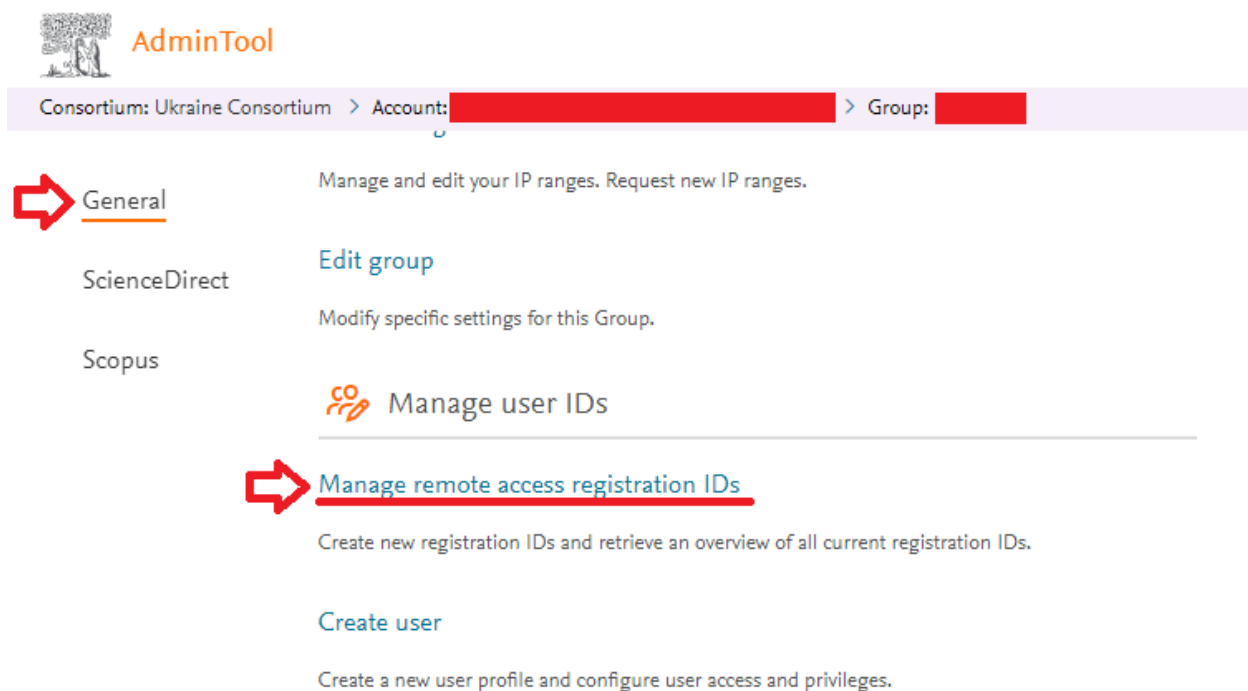 AdminTool
Consortium: Ukraine Consortium > Account: > Group:
General
Manage and edit your IP ranges. Request new IP ranges.
Edit group
ScienceDirect
Modify specific settings for this Group.
Scopus
Manage user IDs
Manage remote access registration IDs
Create new registration IDs and retrieve an overview of all current registration IDs.
Create user
Create a new user profile and configure user access and privileges.